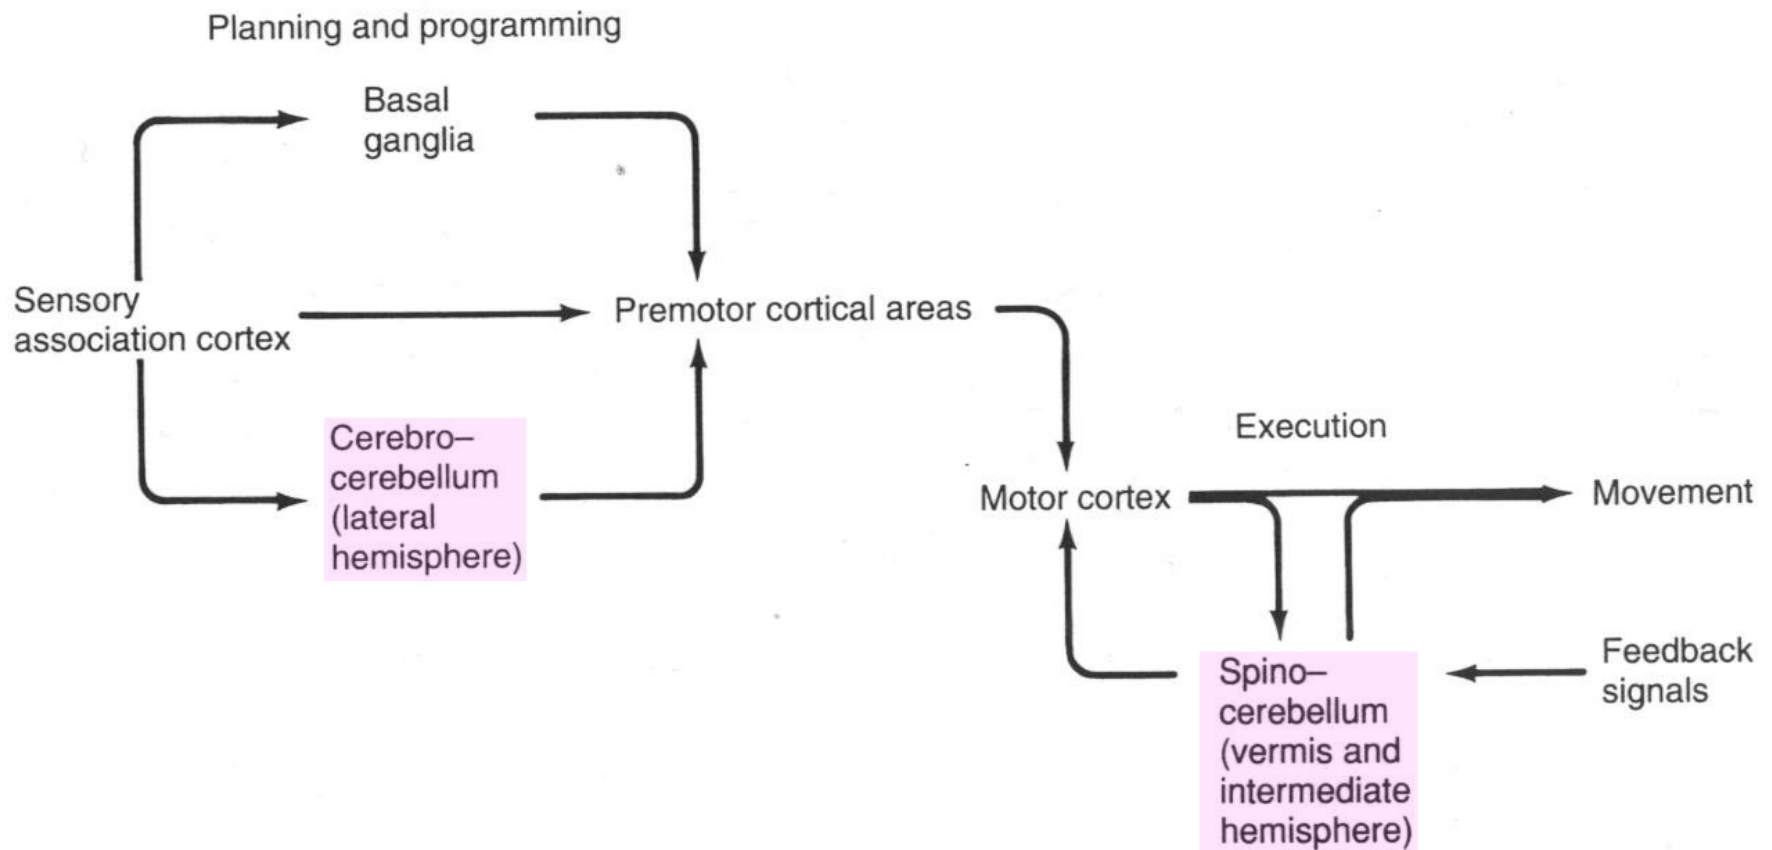 Planning and programming
Basal
ganglia
Sensory
association cortex
Premotor cortical areas
Cerebro–
cerebellum
(lateral
hemisphere)
Execution
Motor cortex
Movement
Spino–
cerebellum
(vermis and
intermediate
hemisphere)
Feedback
signals